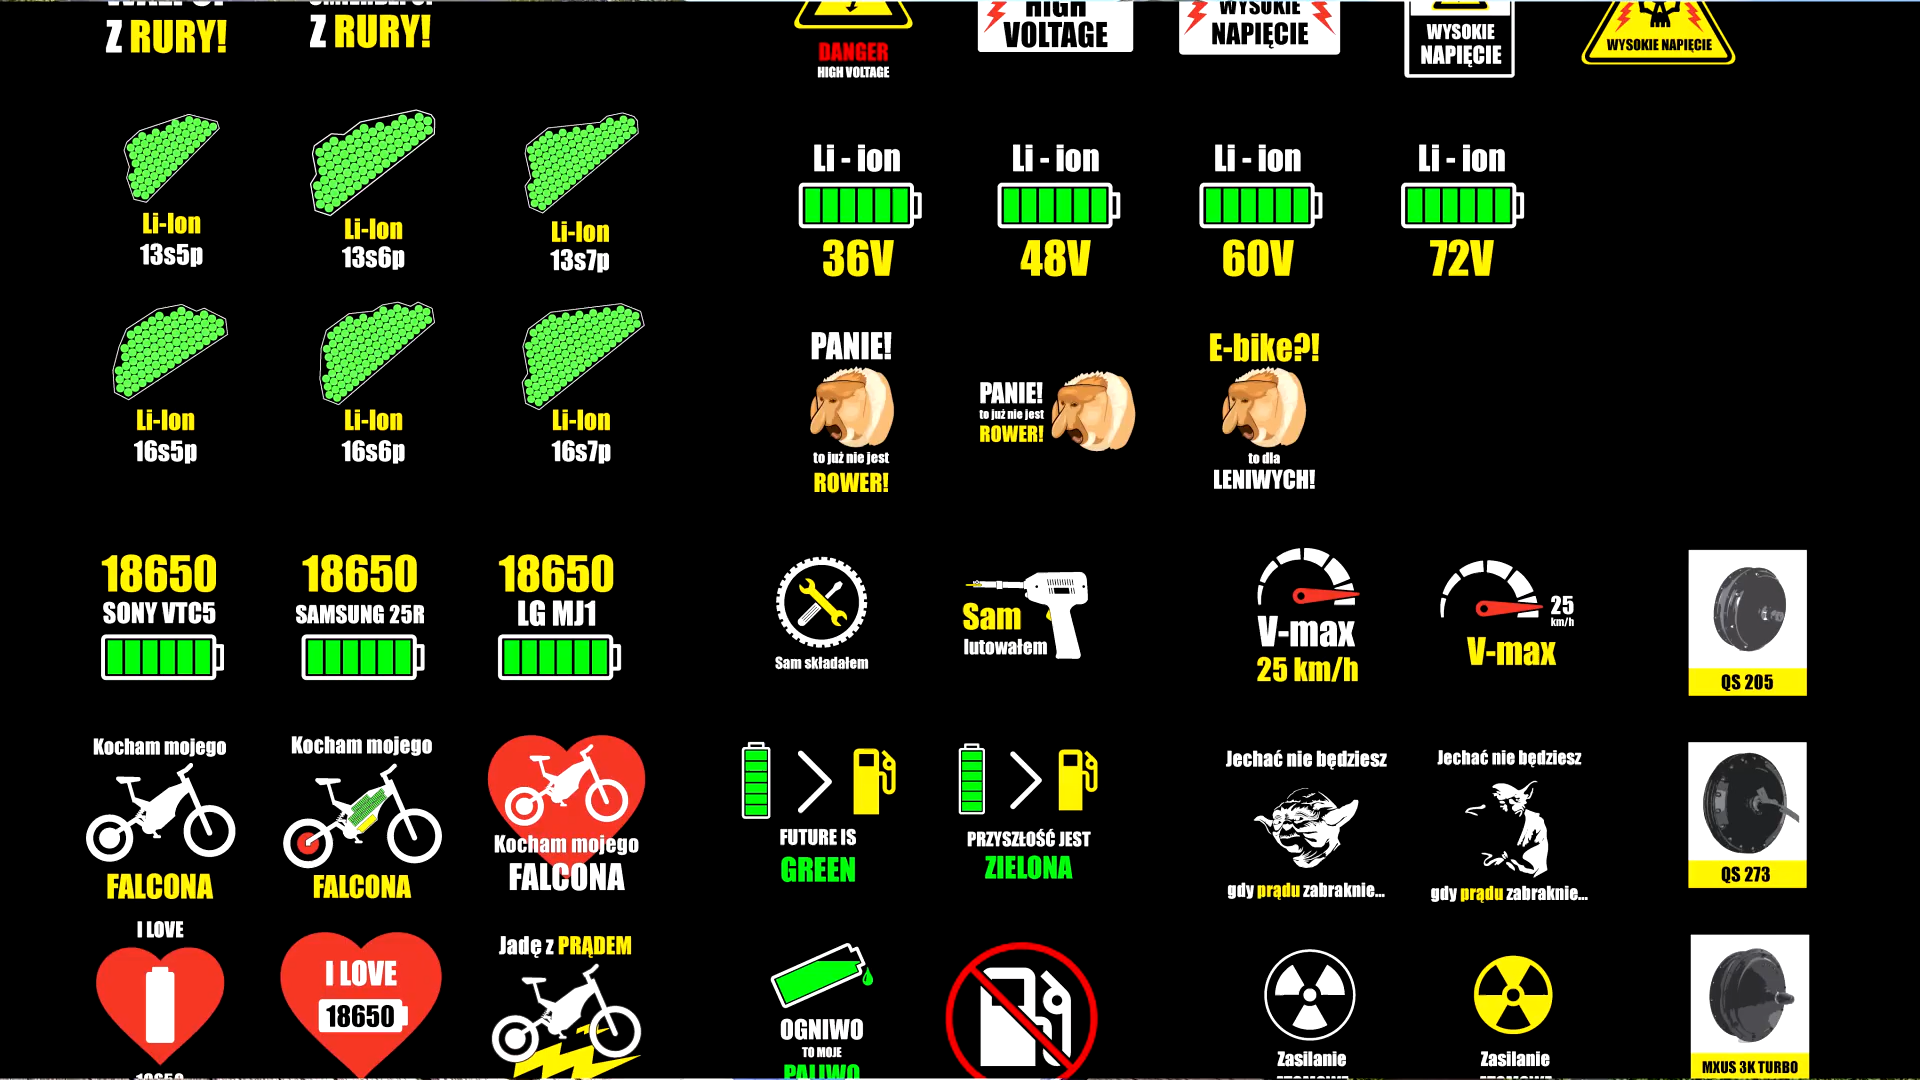 Z RURY!
Z RURY!
DANGER
HIGH VOLTAGE
HIGH
VOLTAGE
WYSOKIE
NAPIĘCIE
WYSOKIE
NAPIĘCIE
WYSOKIE NAPIĘCIE
Li-Ion
13s5p
Li-Ion
13s6p
Li-Ion
13s7p
Li - ion
36V
Li - ion
48V
Li - ion
60V
Li - ion
72V
Li-Ion
16s5p
Li-Ion
16s6p
Li-Ion
16s7p
PANIE!
to już nie jest
ROWER!
PANIE!
to już nie jest
ROWER!
E-bike?!
to dla
LENIWYCH!
18650
SONY VTC5
18650
SAMSUNG 25R
18650
LG MJ1
Sam składałem
Sam
lutowałem
V-max
25 km/h
25
km/h
V-max
QS 205
Kocham mojego
FALCONA
Kocham mojego
FALCONA
Kocham mojego
FALCONA
FUTURE IS
GREEN
PRZYSZŁOŚĆ JEST
ZIELONA
Jechać nie będziesz
gdy prądu zabraknie...
Jechać nie będziesz
gdy prądu zabraknie...
QS 273
I LOVE
I LOVE
18650
Jadę z PRĄDEM
OGNIWO
TO MOJE
PALIWO
Zasilanie
Zasilanie
MXUS 3K TURBO